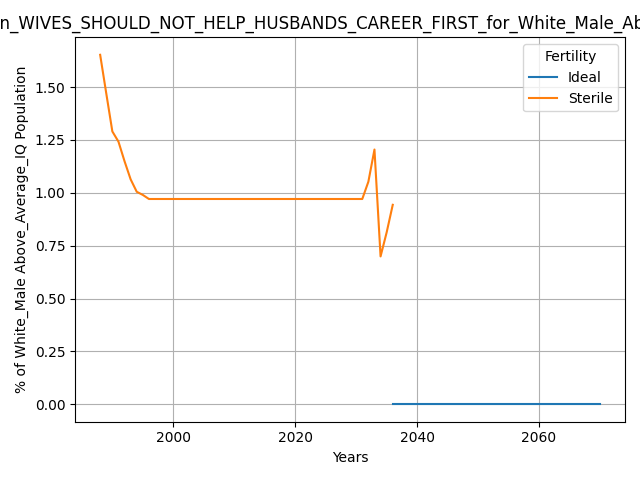 n_WIVES_SHOULD_NOT_HELP_HUSBANDS_CAREER_FIRST_for_White_Male_Ab
Fertility
Ideal
Sterile
% of White_Male Above_Average_IQ Population
1.50
1.25
1.00
0.75
0.50
0.25
0.00
2000 2020 2040 2060
Years